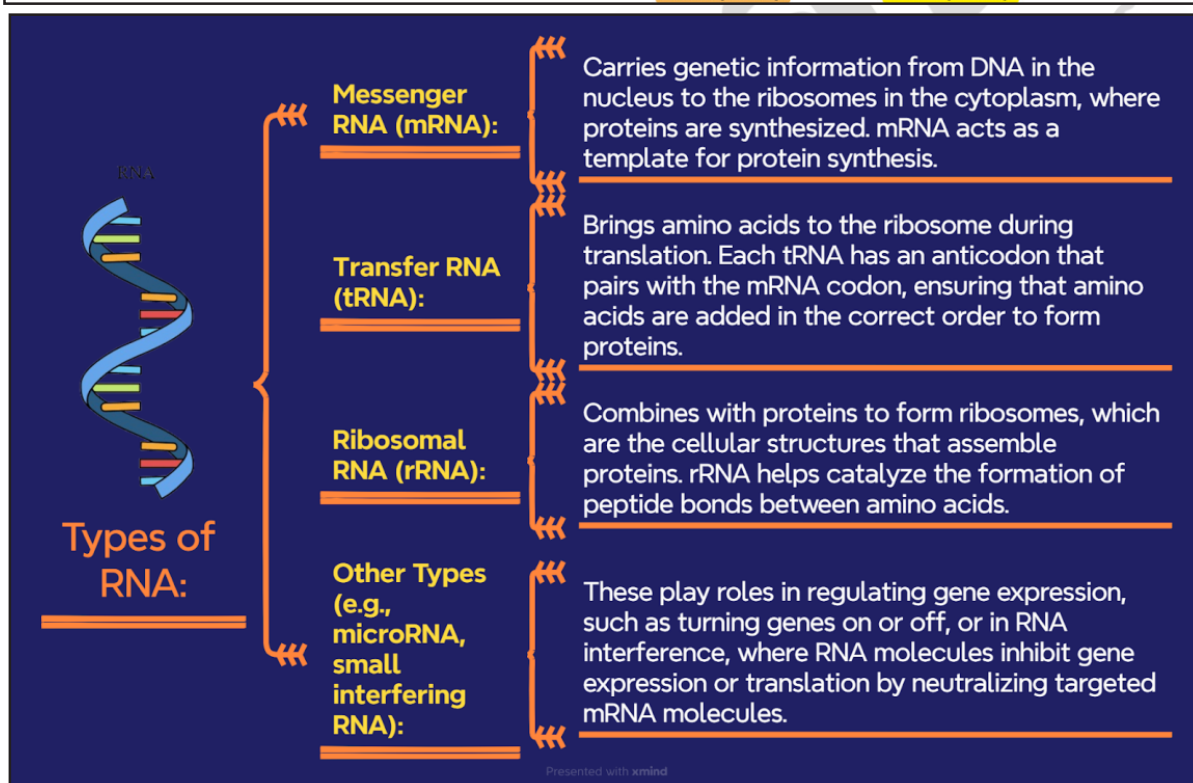 RNA
Types of
RNA:
Messenger
RNA (mRNA):
Carries genetic information from DNA in the
nucleus to the ribosomes in the cytoplasm, where
proteins are synthesized. mRNA acts as a
template for protein synthesis.
Transfer RNA
(tRNA):
Brings amino acids to the ribosome during
translation. Each tRNA has an anticodon that
pairs with the mRNA codon, ensuring that amino
acids are added in the correct order to form
proteins.
Ribosomal
RNA (rRNA):
Combines with proteins to form ribosomes, which
are the cellular structures that assemble
proteins. rRNA helps catalyze the formation of
peptide bonds between amino acids.
Other Types
(e.g.,
microRNA,
small
interfering
RNA):
These play roles in regulating gene expression,
such as turning genes on or off, or in RNA
interference, where RNA molecules inhibit gene
expression or translation by neutralizing targeted
mRNA molecules.
Presented with xmind